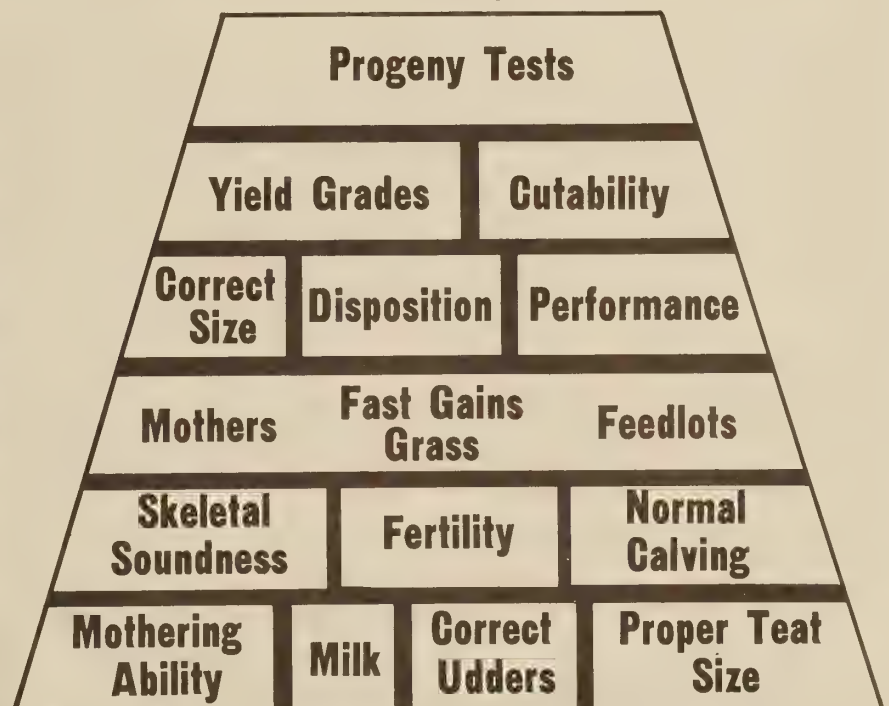 Progeny Tests
Yield Grades
Cutability
Correct
Size
Disposition
Performance
Mothers
Fast Gains
Grass
Feedlots
Skeletal
Soundness
Fertility
Normal
Calving
Mothering
Ability
Milk
Correct
Udders
Proper Teat
Size